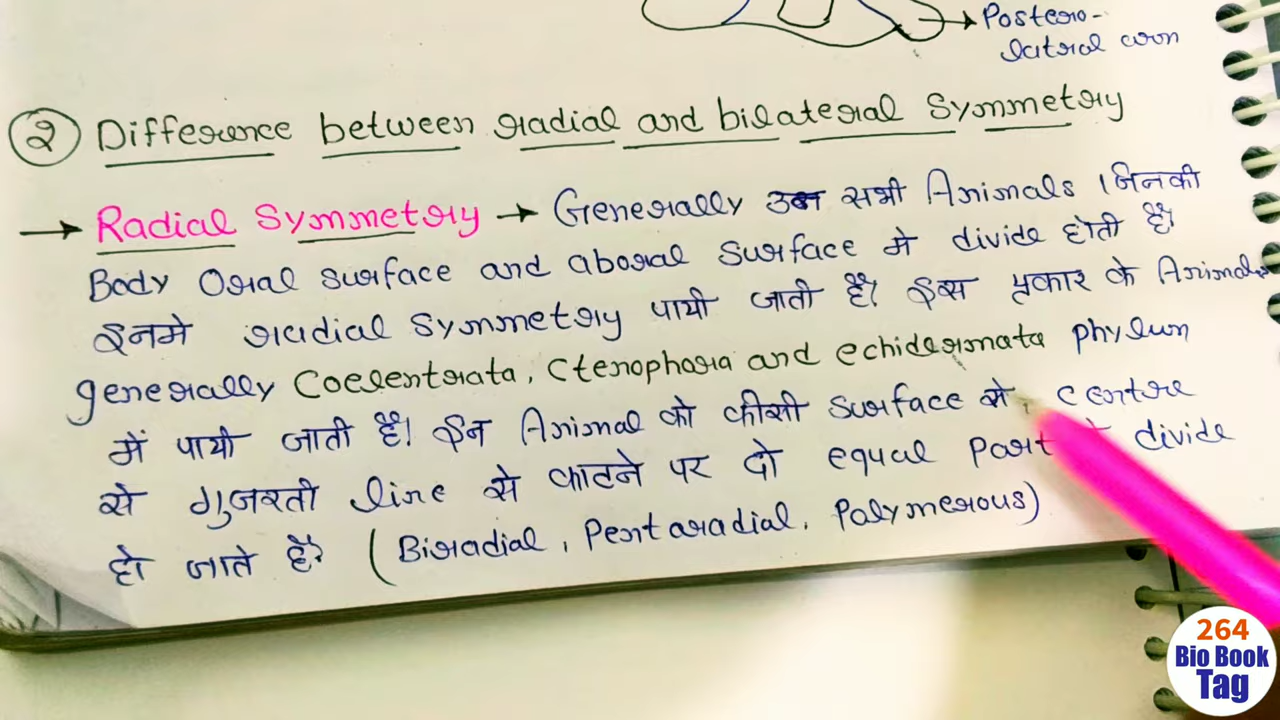 Postero-
latral arm
② Difference between radial and bilateral Symmetry
→ Radial Symmetry → Generally उन सभी Animals । जिनकी
Body Oral surface and aboral surface मे divide होती है।
इनमे radial symmetry पायी जाती है। इस प्रकार के Animals
generally Coelentrata, Ctenophora and echidermata phylum
में पायी जाती है। इन Animal को कीसी surface से, centre
से गुजरती line से काटने पर दो equal part divide
हो जाते है। (Biradial, Pentaradial, Polymerous)
264
Bio Book
Tag